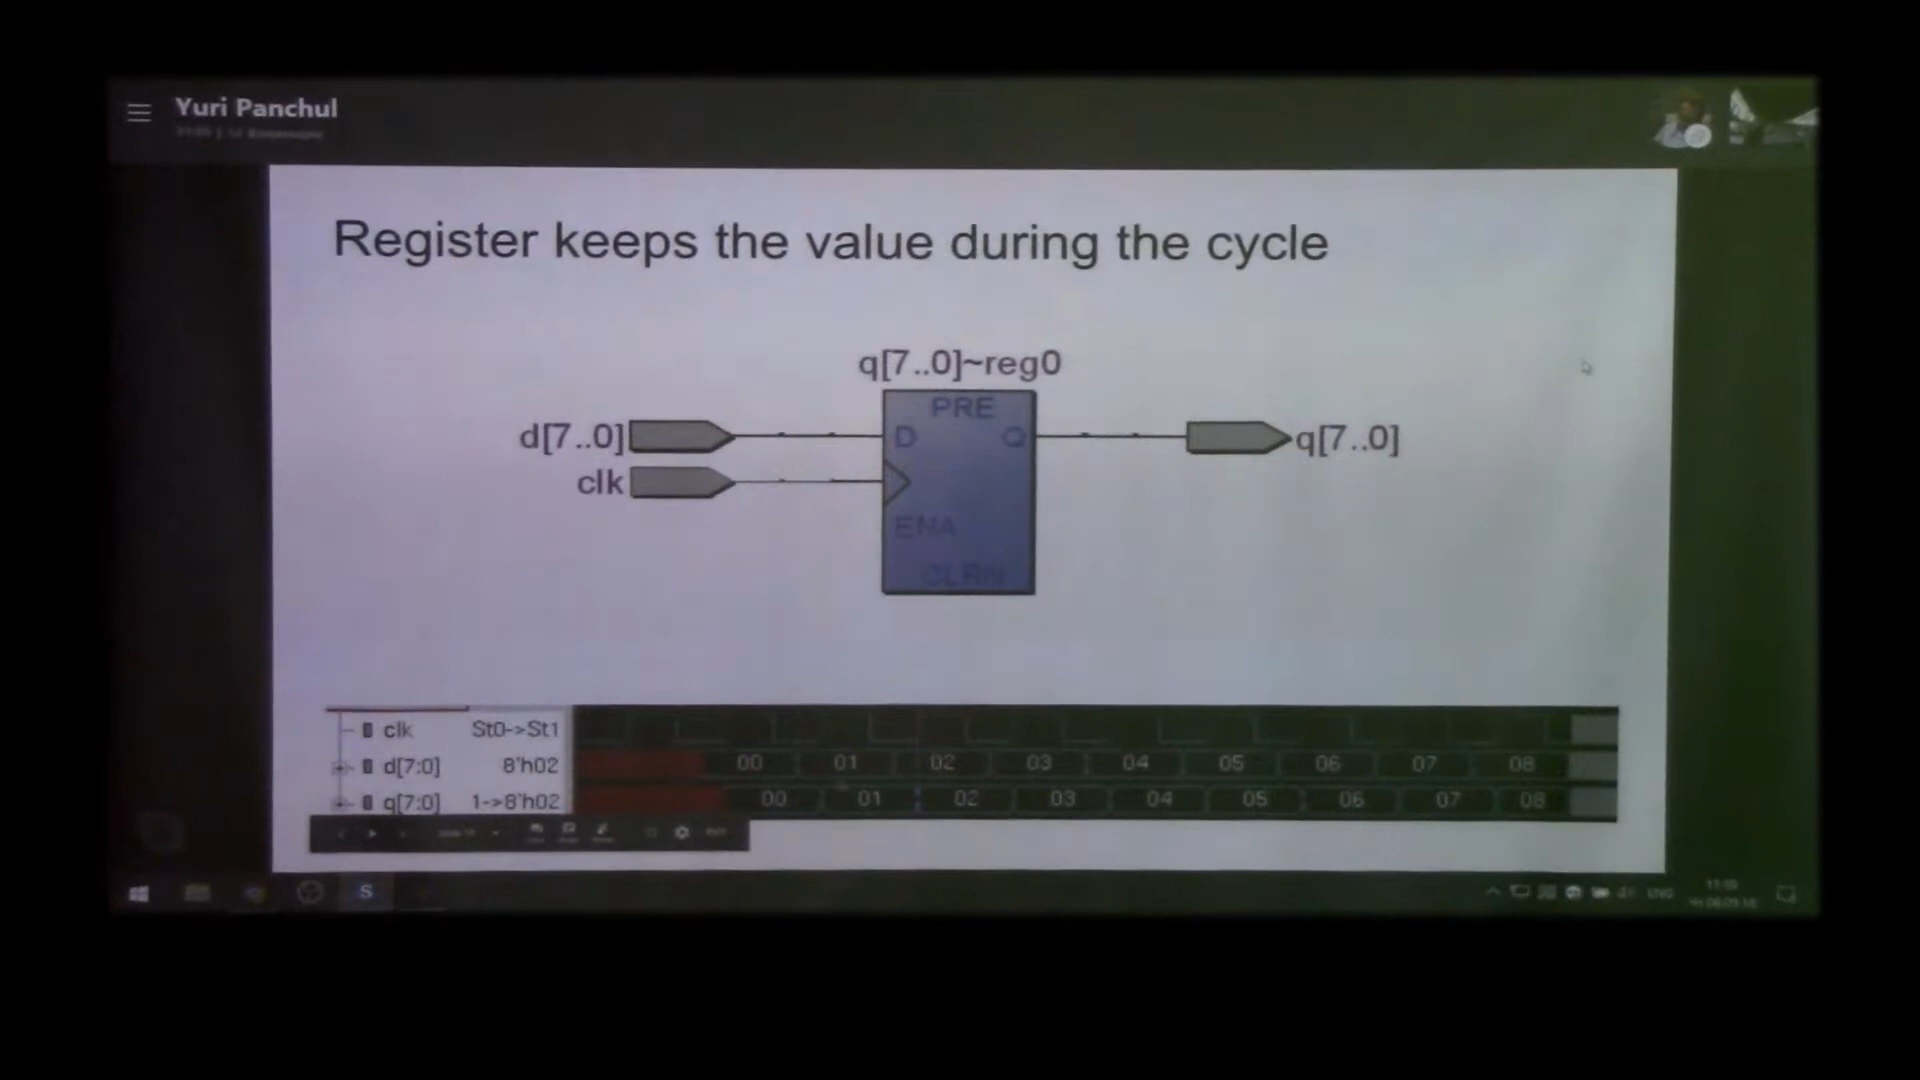 Yuri Panchul
Register keeps the value during the cycle
q[7..0]~reg0
PRE
d[7..0] D Q q[7..0]
clk
ENA
CLRN
clk St0->St1
d[7:0] 8'h02 00 01 02 03 04 05 06 07 08
q[7:0] 1->8'h02 00 01 02 03 04 05 06 07 08
S
ENG